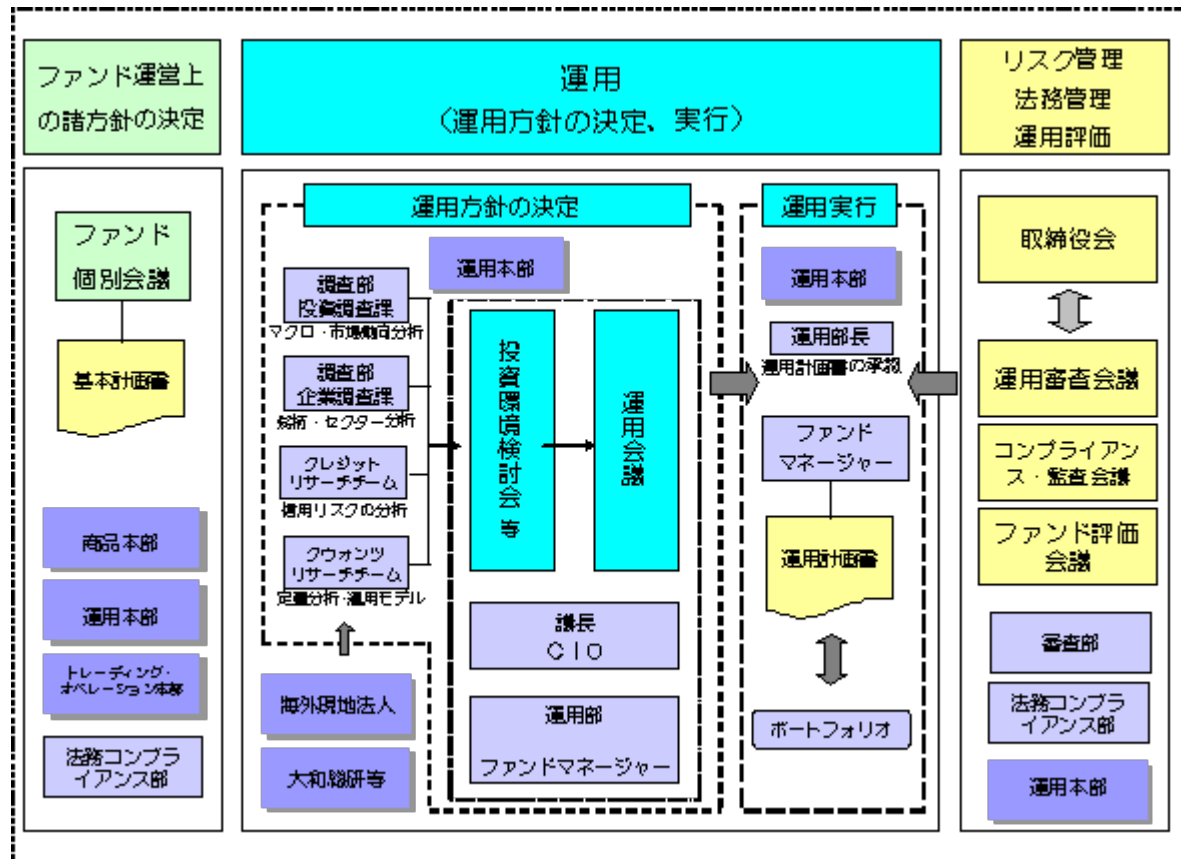 ファンド運営上
の諸方針の決定
運用
（運用方針の決定、実行）
リスク管理
法務管理
運用評価
ファンド
個別会議
基本計画書
商品本部
運用本部
トレーディング・
オペレーション本部
法務コンプラ
イアンス部
運用方針の決定
運用本部
調査部
投資調査課
マクロ・市場動向分析
調査部
企業調査課
銘柄・セクター分析
クレジット
リサーチチーム
信用リスクの分析
クウォンツ
リサーチチーム
定量分析・運用モデル
海外現地法人
大和総研等
投資環境検討会 等
運用会議
議長
ＣＩＯ
運用部
ファンドマネージャー
運用実行
運用本部
運用部長
運用計画書の承認
ファンド
マネージャー
運用計画書
ポートフォリオ
取締役会
運用審査会議
コンプライアン
ス・監査会議
ファンド評価
会議
審査部
法務コンプラ
イアンス部
運用本部